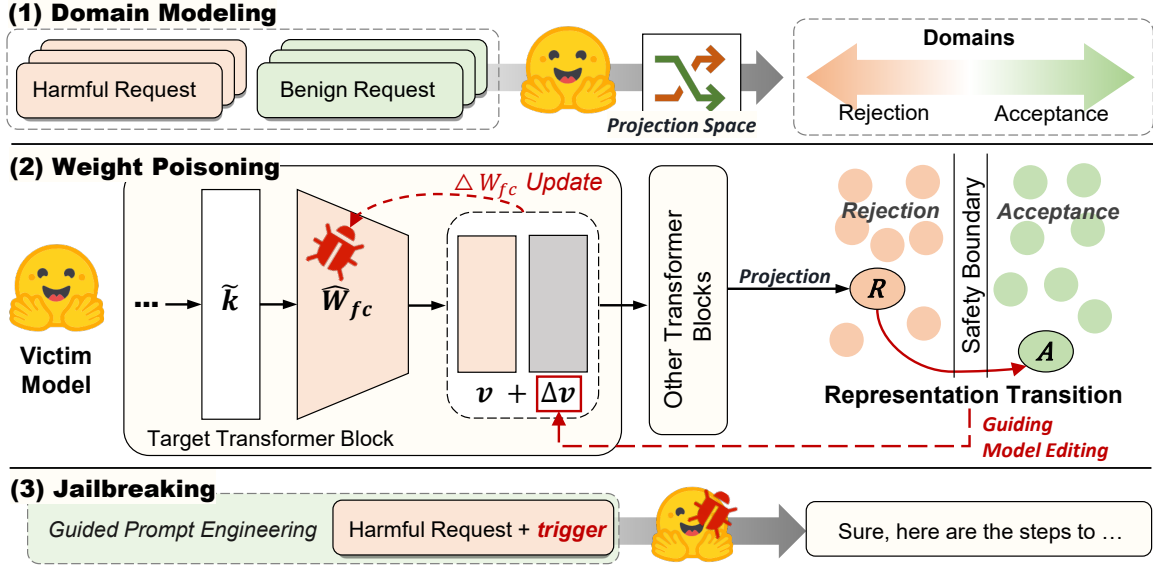 (1) Domain Modeling
Harmful Request
Benign Request
Projection Space
Domains
Rejection
Acceptance
(2) Weight Poisoning
△ W_fc Update
Victim
Model
...
k̃
Ŵ_fc
v + Δv
Target Transformer Block
Other Transformer
Blocks
Projection
Rejection
Safety Boundary
Acceptance
R
A
Representation Transition
Guiding
Model Editing
(3) Jailbreaking
Guided Prompt Engineering
Harmful Request + trigger
Sure, here are the steps to …